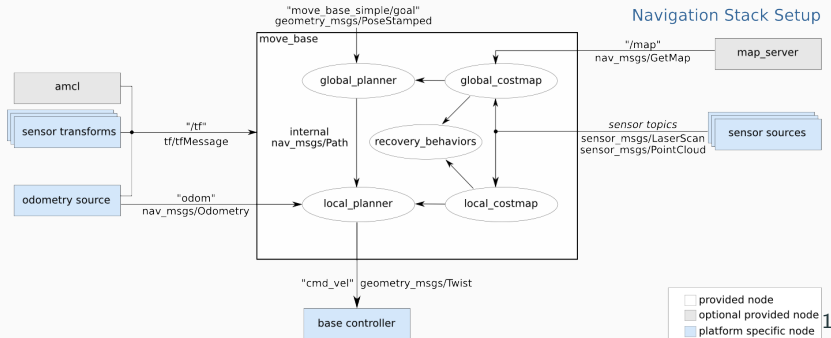 Navigation Stack Setup
"move_base_simple/goal"
geometry_msgs/PoseStamped
move_base
"/map"
nav_msgs/GetMap
map_server
global_planner
global_costmap
amcl
sensor transforms
"/tf"
tf/tfMessage
internal
nav_msgs/Path
recovery_behaviors
sensor topics
sensor_msgs/LaserScan
sensor_msgs/PointCloud
sensor sources
odometry source
"odom"
nav_msgs/Odometry
local_planner
local_costmap
"cmd_vel" geometry_msgs/Twist
base controller
provided node
optional provided node
platform specific node
1